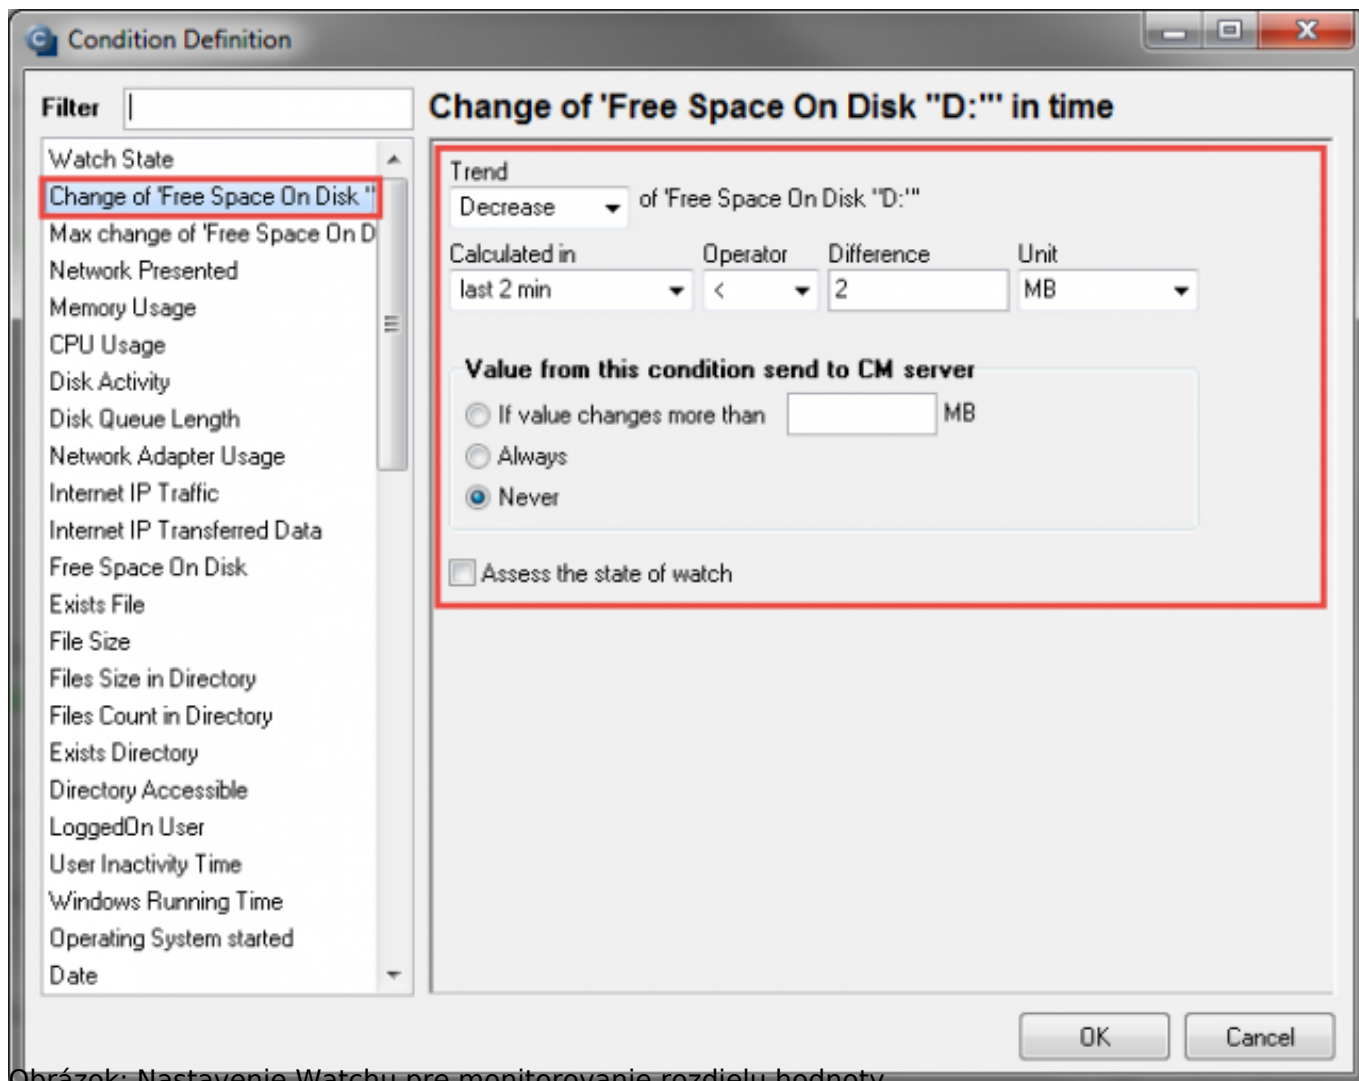 Condition Definition
Filter
Change of 'Free Space On Disk "D:"' in time
Watch State
Change of 'Free Space On Disk "
Max change of 'Free Space On D
Network Presented
Memory Usage
CPU Usage
Disk Activity
Disk Queue Length
Network Adapter Usage
Internet IP Traffic
Internet IP Transferred Data
Free Space On Disk
Exists File
File Size
Files Size in Directory
Files Count in Directory
Exists Directory
Directory Accessible
LoggedOn User
User Inactivity Time
Windows Running Time
Operating System started
Date
Trend
Decrease of 'Free Space On Disk "D:"'
Calculated in Operator Difference Unit
last 2 min < 2 MB
Value from this condition send to CM server
If value changes more than MB
Always
Never
Assess the state of watch
OK Cancel
Obrázok: Nastavenie Watchu pre monitorovanie rozdielu hodnoty